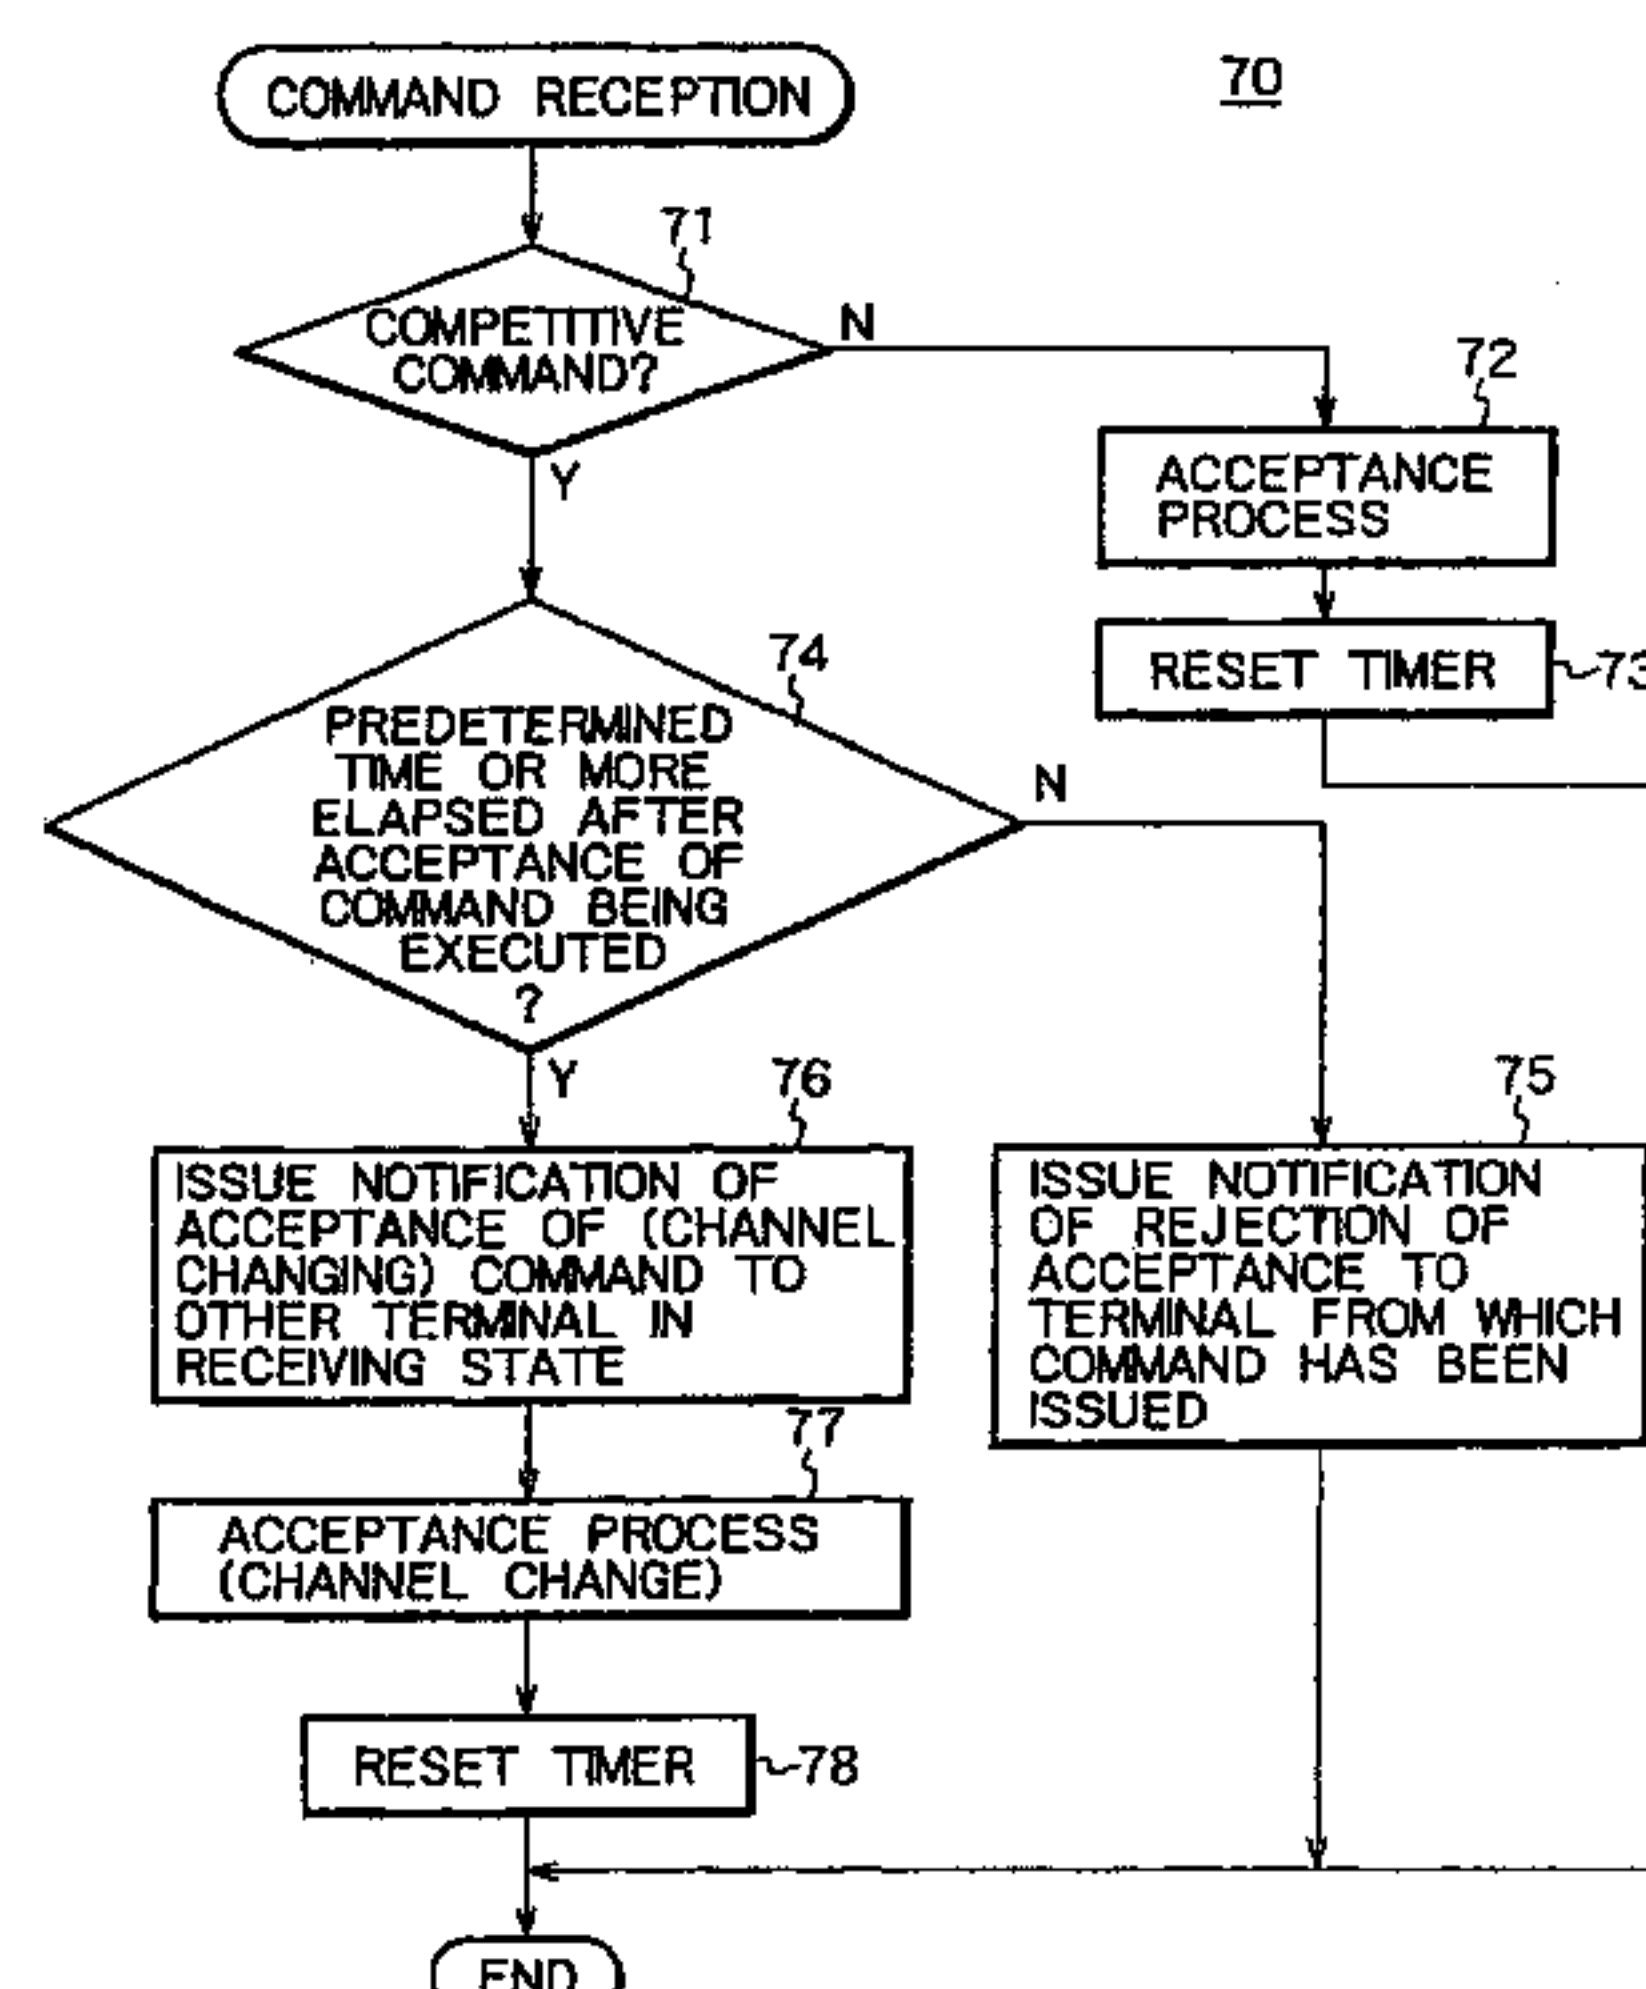 COMMAND RECEPTION
70
71
COMPETITIVE
COMMAND?
N
Y
72
ACCEPTANCE
PROCESS
RESET TIMER
73
74
PREDETERMINED
TIME OR MORE
ELAPSED AFTER
ACCEPTANCE OF
COMMAND BEING
EXECUTED
?
N
Y
76
ISSUE NOTIFICATION OF
ACCEPTANCE OF (CHANNEL
CHANGING) COMMAND TO
OTHER TERMINAL IN
RECEIVING STATE
75
ISSUE NOTIFICATION
OF REJECTION OF
ACCEPTANCE TO
TERMINAL FROM WHICH
COMMAND HAS BEEN
ISSUED
77
ACCEPTANCE PROCESS
(CHANNEL CHANGE)
RESET TIMER
78
END